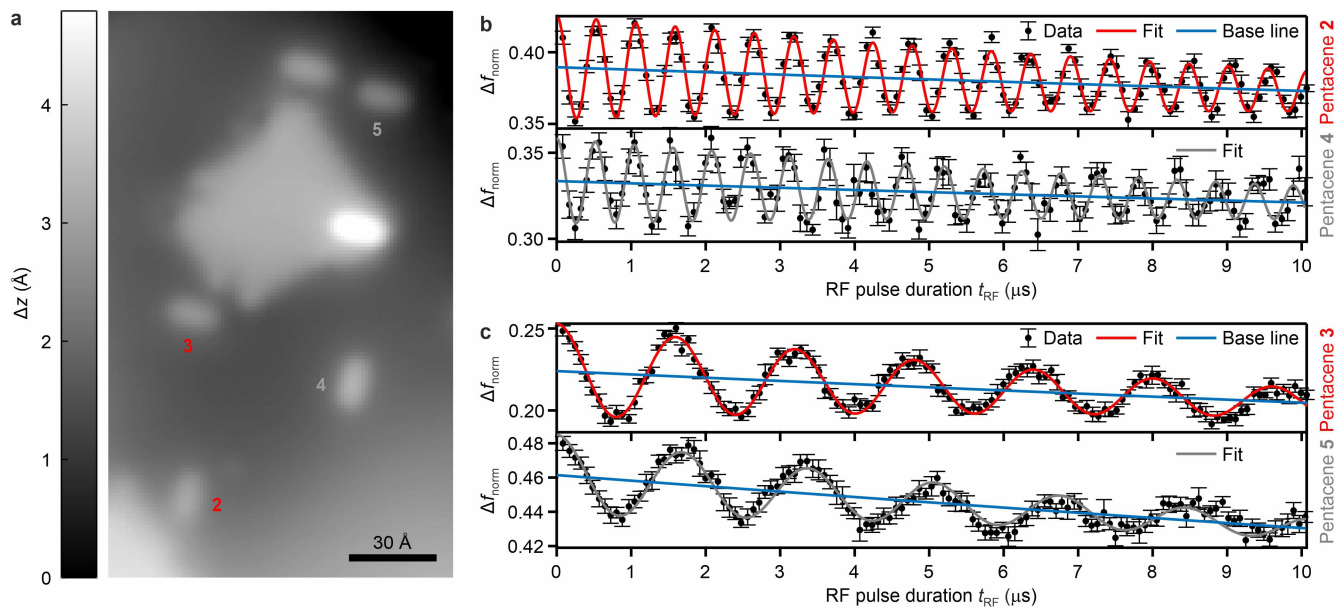 a
Δz (Å)
4
3
2
1
0
5
3
4
2
30 Å
b
Data
Fit
Base line
Δf_norm
0.40
0.35
Pentacene 2
Fit
Δf_norm
0.35
0.30
Pentacene 4
0 1 2 3 4 5 6 7 8 9 10
RF pulse duration t_RF (μs)
c
Data
Fit
Base line
Δf_norm
0.25
0.20
Pentacene 3
Fit
Δf_norm
0.48
0.46
0.44
0.42
Pentacene 5
0 1 2 3 4 5 6 7 8 9 10
RF pulse duration t_RF (μs)